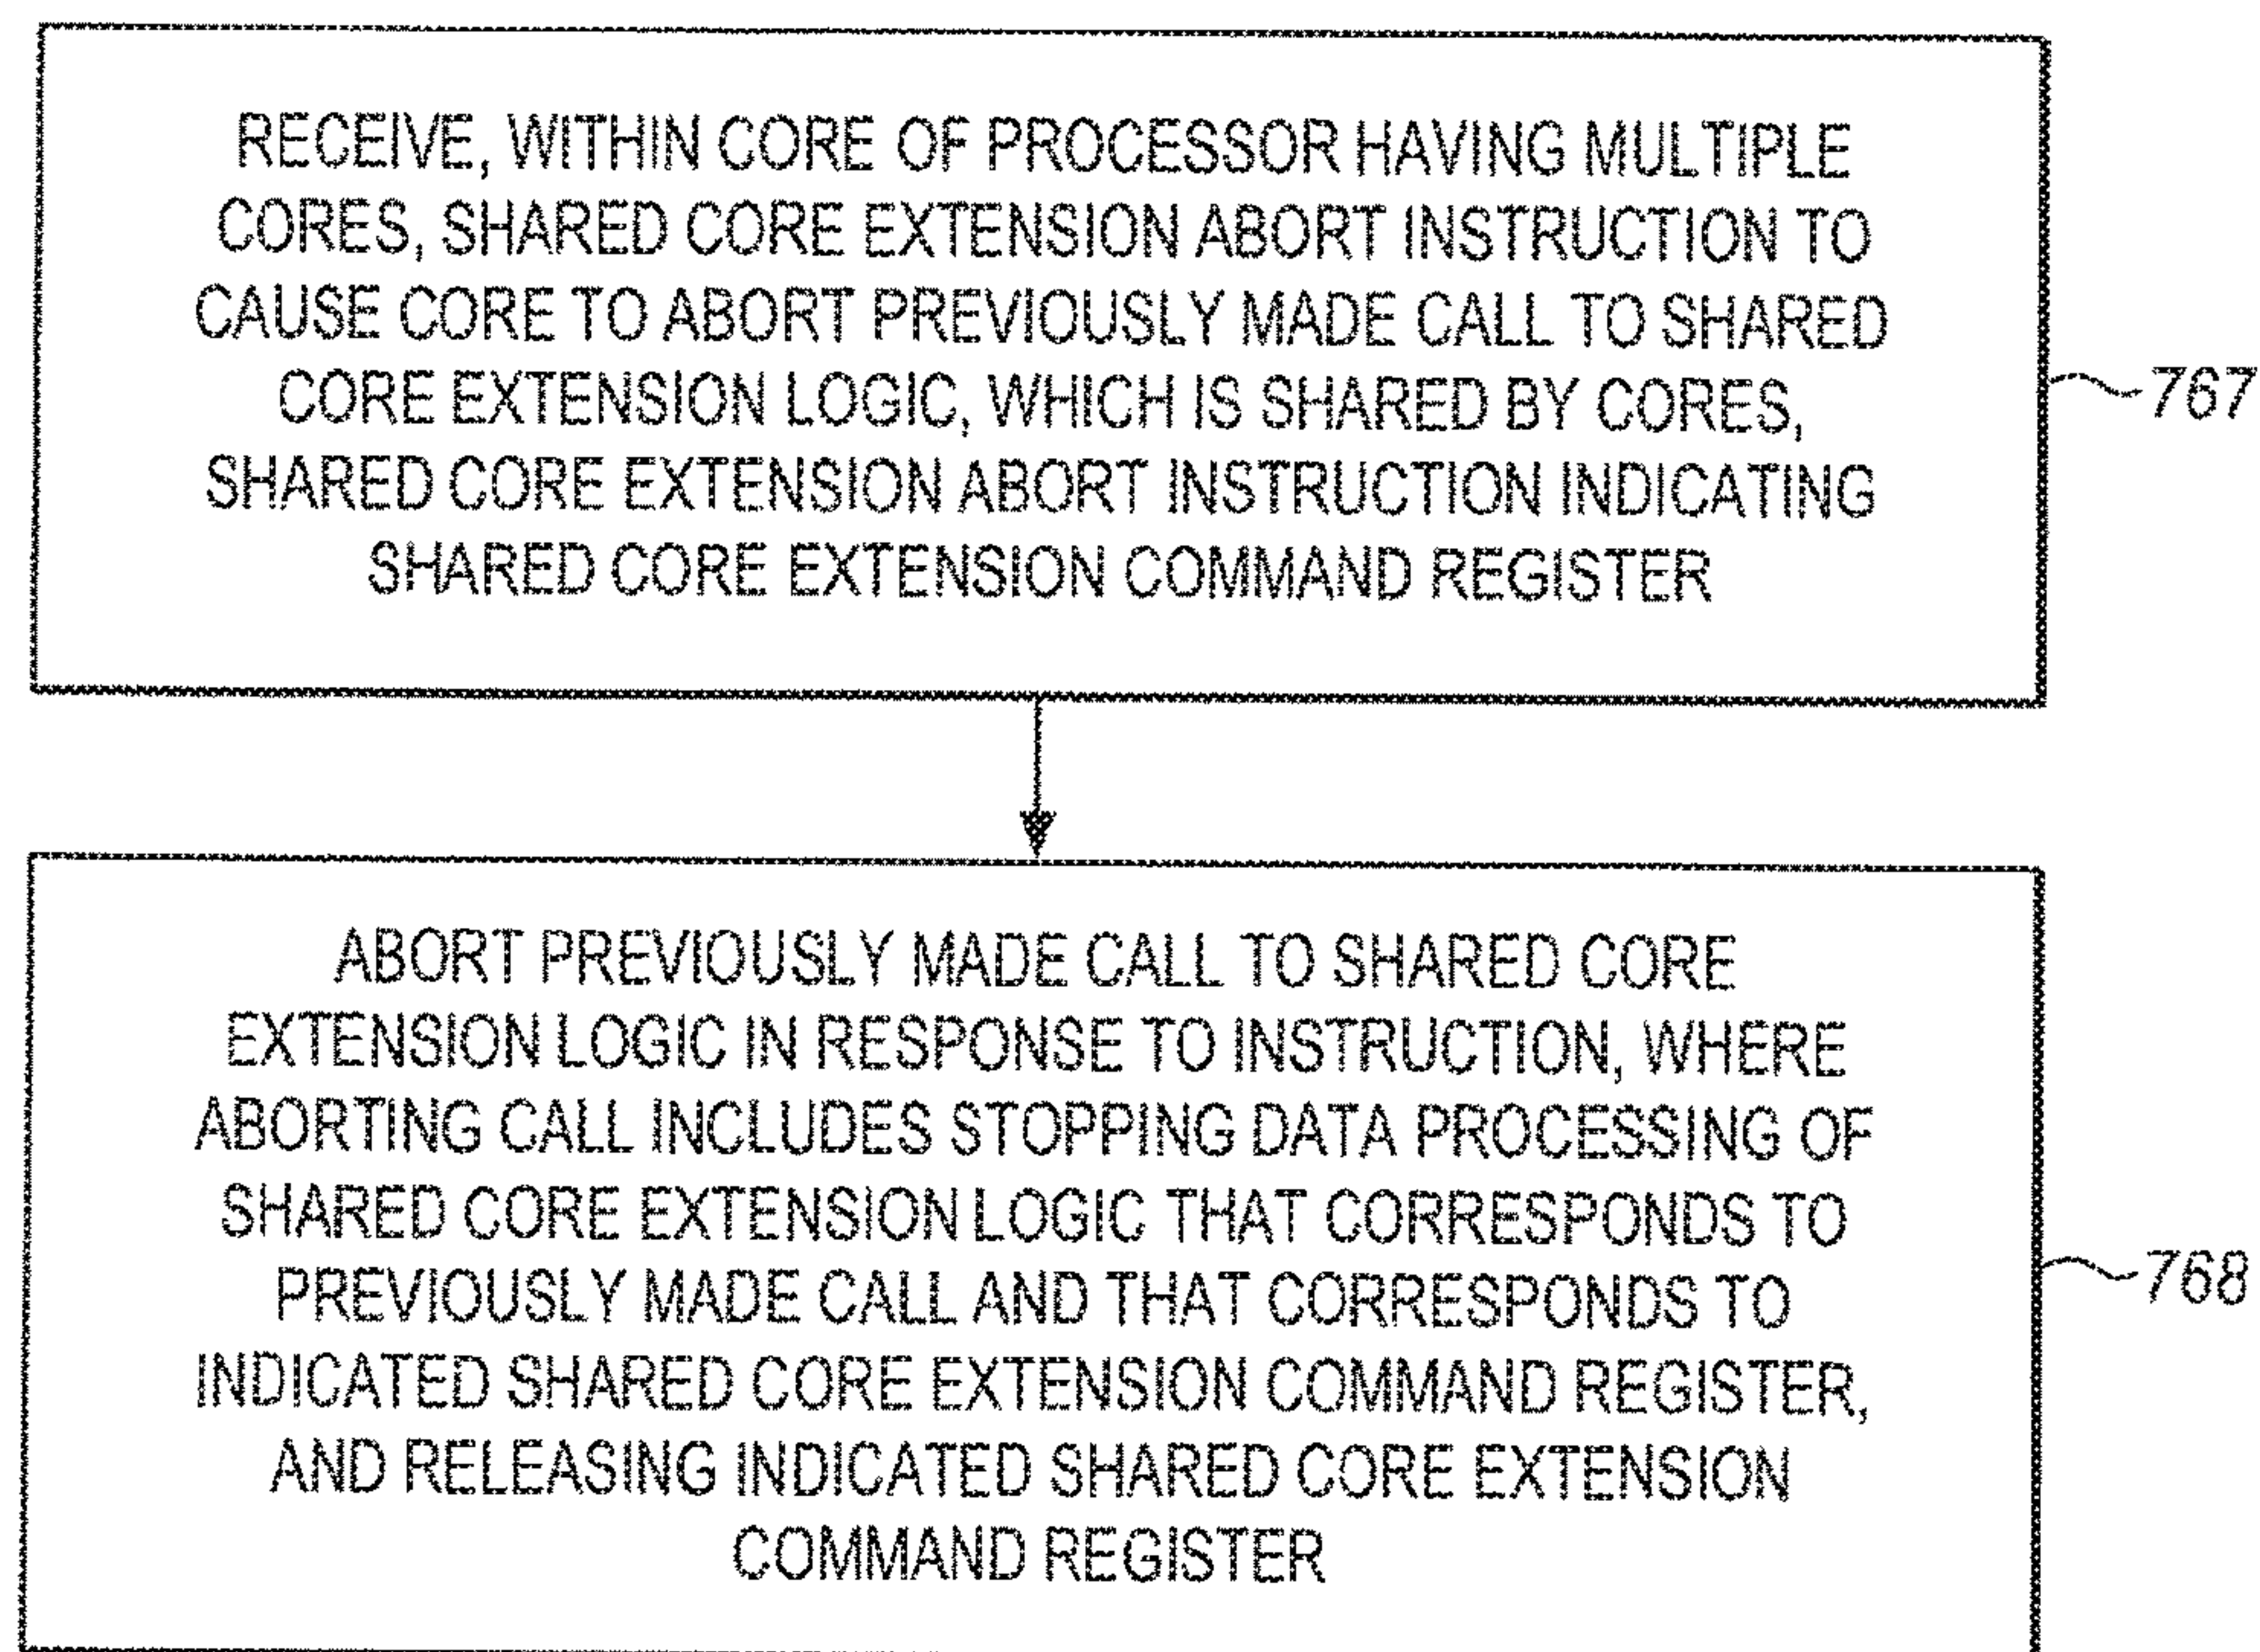 RECEIVE, WITHIN CORE OF PROCESSOR HAVING MULTIPLE
CORES, SHARED CORE EXTENSION ABORT INSTRUCTION TO
CAUSE CORE TO ABORT PREVIOUSLY MADE CALL TO SHARED
CORE EXTENSION LOGIC, WHICH IS SHARED BY CORES,
SHARED CORE EXTENSION ABORT INSTRUCTION INDICATING
SHARED CORE EXTENSION COMMAND REGISTER
767
ABORT PREVIOUSLY MADE CALL TO SHARED CORE
EXTENSION LOGIC IN RESPONSE TO INSTRUCTION, WHERE
ABORTING CALL INCLUDES STOPPING DATA PROCESSING OF
SHARED CORE EXTENSION LOGIC THAT CORRESPONDS TO
PREVIOUSLY MADE CALL AND THAT CORRESPONDS TO
INDICATED SHARED CORE EXTENSION COMMAND REGISTER,
AND RELEASING INDICATED SHARED CORE EXTENSION
COMMAND REGISTER
768